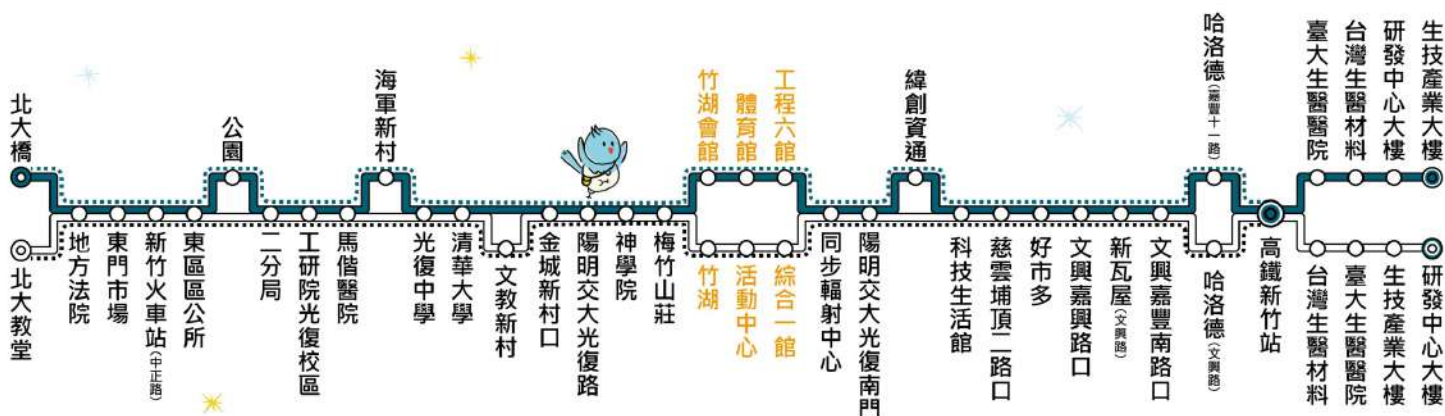 北大橋
北大教堂
地方法院
東門市場
新竹火車站(中正路)
東區區公所
公園
二分局
工研院光復校區
馬偕醫院
海軍新村
光復中學
清華大學
文教新村
金城新村口
陽明交大光復路
神學院
梅竹山莊
竹湖會館
體育館
工程六館
竹湖
活動中心
綜合一館
同步輻射中心
陽明交大光復南門
緯創資通
科技生活館
慈雲埔頂二路口
好市多
文興嘉興路口
新瓦屋(文興路)
文興嘉豐南路口
哈洛德(嘉豐十一路)
哈洛德(文興路)
高鐵新竹站
臺大生醫醫院
台灣生醫材料
研發中心大樓
生技產業大樓
台灣生醫材料
臺大生醫醫院
生技產業大樓
研發中心大樓